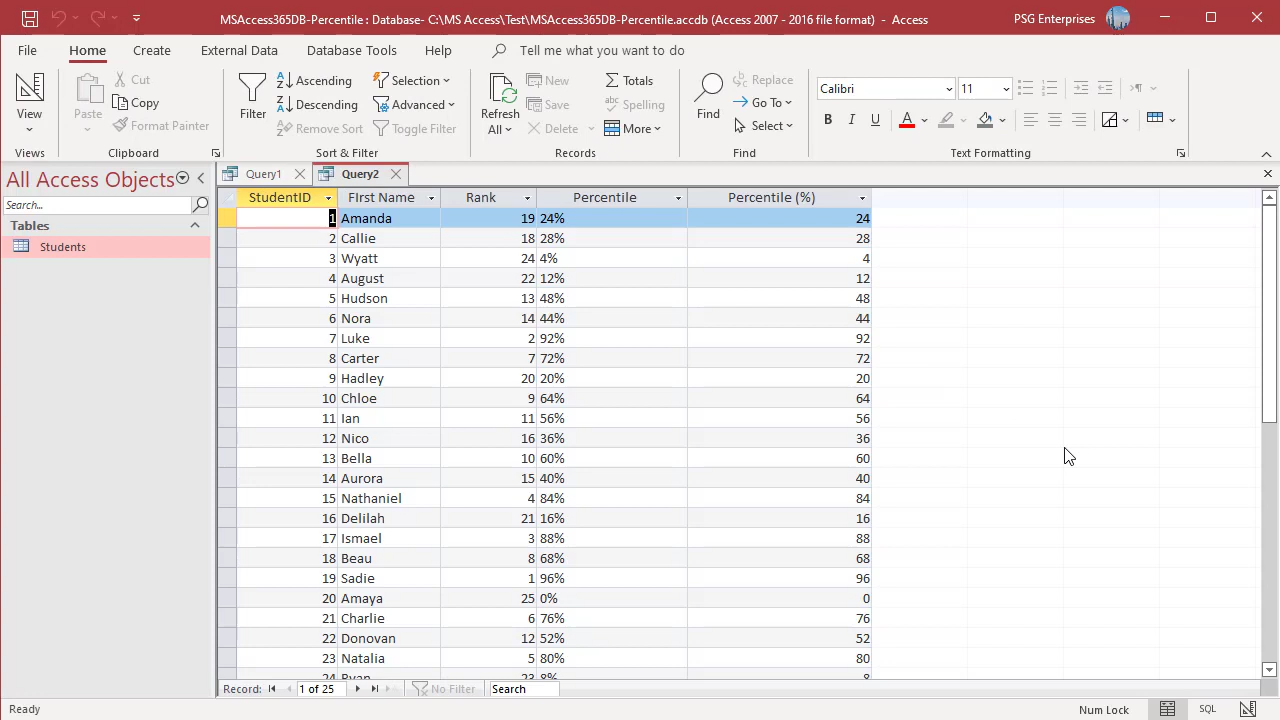 MSAccess365DB-Percentile : Database- C:\MS Access\Test\MSAccess365DB-Percentile.accdb (Access 2007 - 2016 file format) - Access
PSG Enterprises
File Home Create External Data Database Tools Help Tell me what you want to do
View
Views
Paste
Cut
Copy
Format Painter
Clipboard
Filter
Ascending
Descending
Remove Sort
Selection
Advanced
Toggle Filter
Sort & Filter
Refresh
All
New
Save
Delete
Totals
Spelling
More
Records
Find
Replace
Go To
Select
Find
Calibri 11
B I U A
Text Formatting
All Access Objects
Search...
Tables
Students
Query1 Query2
StudentID FIrst Name Rank Percentile Percentile (%)
1 Amanda 19 24% 24
2 Callie 18 28% 28
3 Wyatt 24 4% 4
4 August 22 12% 12
5 Hudson 13 48% 48
6 Nora 14 44% 44
7 Luke 2 92% 92
8 Carter 7 72% 72
9 Hadley 20 20% 20
10 Chloe 9 64% 64
11 Ian 11 56% 56
12 Nico 16 36% 36
13 Bella 10 60% 60
14 Aurora 15 40% 40
15 Nathaniel 4 84% 84
16 Delilah 21 16% 16
17 Ismael 3 88% 88
18 Beau 8 68% 68
19 Sadie 1 96% 96
20 Amaya 25 0% 0
21 Charlie 6 76% 76
22 Donovan 12 52% 52
23 Natalia 5 80% 80
24 Ryan 23 8% 8
Record: 1 of 25 No Filter Search
Ready Num Lock SQL